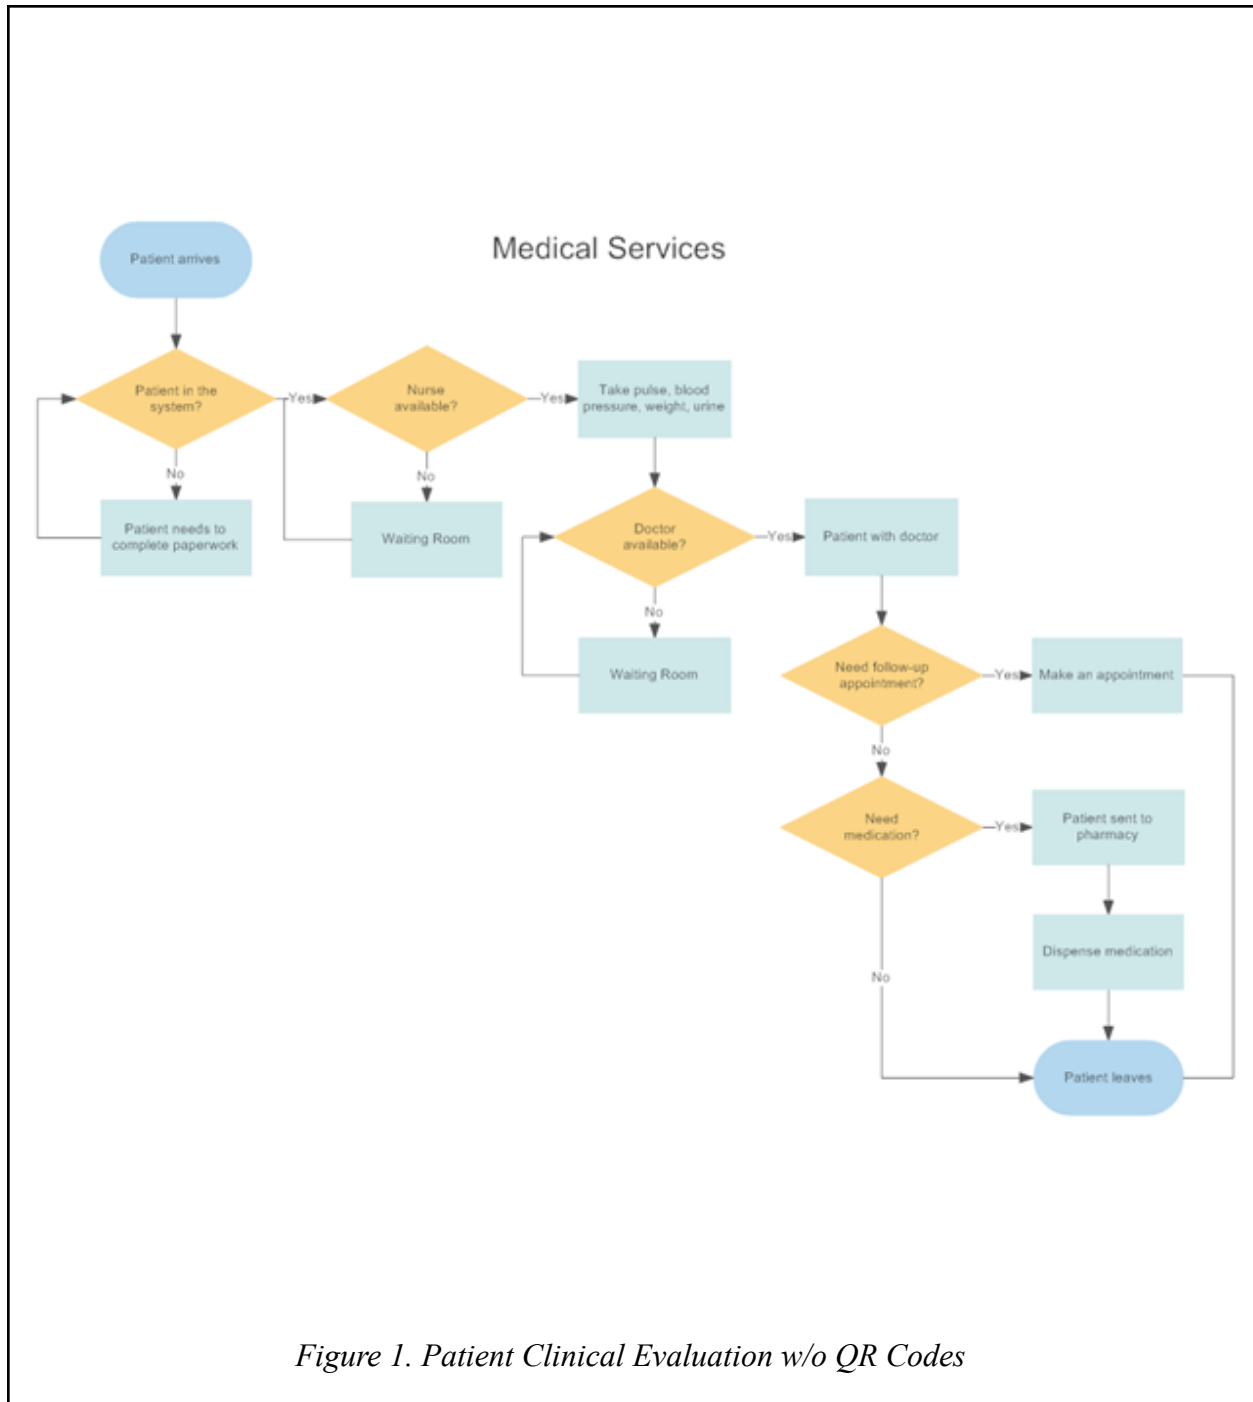 Medical Services
Patient arrives
Patient in the
system?
Yes
Nurse
available?
Yes
Take pulse, blood
pressure, weight, urine
No
Patient needs to
complete paperwork
No
Waiting Room
Doctor
available?
Yes
Patient with doctor
No
Waiting Room
Need follow-up
appointment?
Yes
Make an appointment
No
Need
medication?
Yes
Patient sent to
pharmacy
Dispense medication
No
Patient leaves
Figure 1. Patient Clinical Evaluation w/o QR Codes